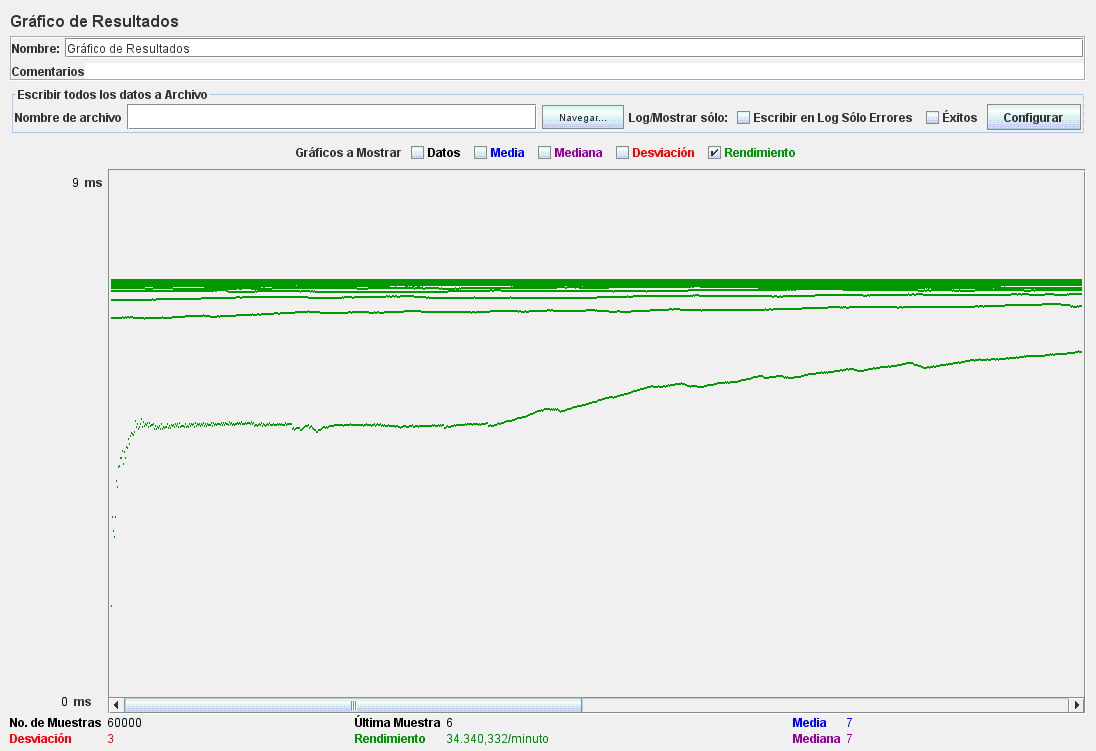 Gráfico de Resultados
Nombre: Gráfico de Resultados
Comentarios
Escribir todos los datos a Archivo
Nombre de archivo Navegar... Log/Mostrar sólo: Escribir en Log Sólo Errores Éxitos Configurar
Gráficos a Mostrar Datos Media Mediana Desviación Rendimiento
9 ms
0 ms
No. de Muestras 60000 Última Muestra 6 Media 7
Desviación 3 Rendimiento 34.340,332/minuto Mediana 7